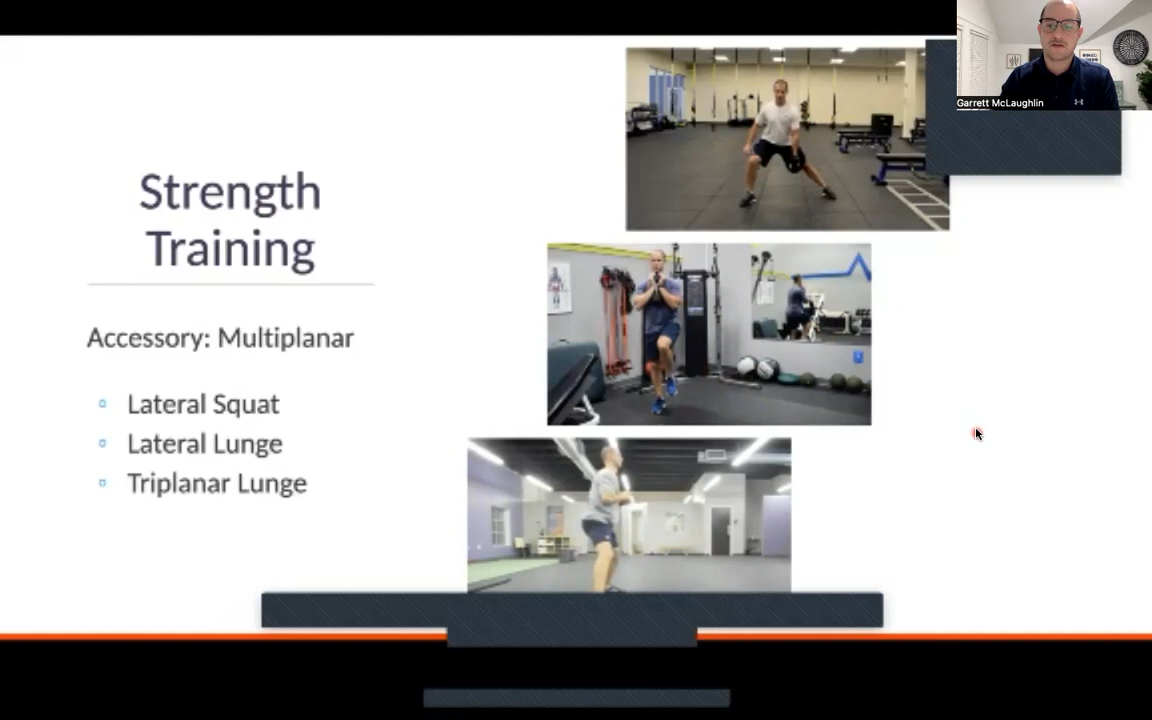 Strength
Training
Accessory: Multiplanar
Lateral Squat
Lateral Lunge
Triplanar Lunge
Garrett McLaughlin